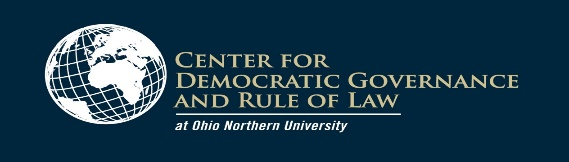 CENTER FOR
DEMOCRATIC GOVERNANCE
AND RULE OF LAW
at Ohio Northern University